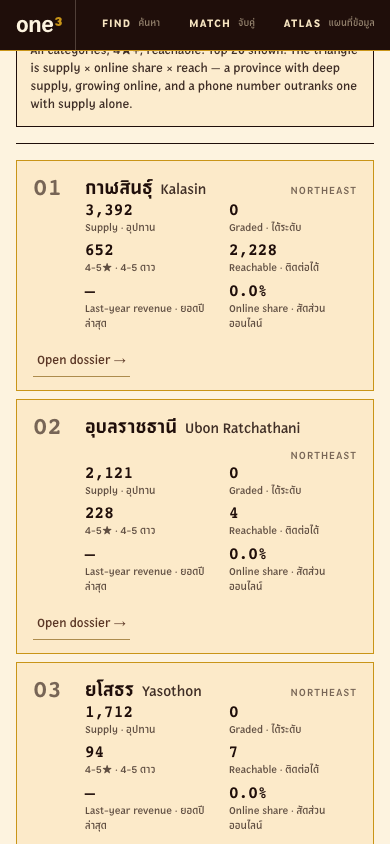 one³ FIND ค้นหา MATCH จับคู่ ATLAS แผนที่ข้อมูล
All categories, 4★+, reachable. Top 20 shown. The triangle
is supply × online share × reach — a province with deep
supply, growing online, and a phone number outranks one
with supply alone.
01 กาฬสินธุ์ Kalasin NORTHEAST
3,392 0
Supply · อุปทาน Graded · ได้ระดับ
652 2,228
4–5★ · 4–5 ดาว Reachable · ติดต่อได้
— 0.0%
Last-year revenue · ยอดปี Online share · สัดส่วน
ล่าสุด ออนไลน์
Open dossier →
02 อุบลราชธานี Ubon Ratchathani
NORTHEAST
2,121 0
Supply · อุปทาน Graded · ได้ระดับ
228 4
4–5★ · 4–5 ดาว Reachable · ติดต่อได้
— 0.0%
Last-year revenue · ยอดปี Online share · สัดส่วน
ล่าสุด ออนไลน์
Open dossier →
03 ยโสธร Yasothon NORTHEAST
1,712 0
Supply · อุปทาน Graded · ได้ระดับ
94 7
4–5★ · 4–5 ดาว Reachable · ติดต่อได้
— 0.0%
Last-year revenue · ยอดปี Online share · สัดส่วน
ล่าสุด ออนไลน์